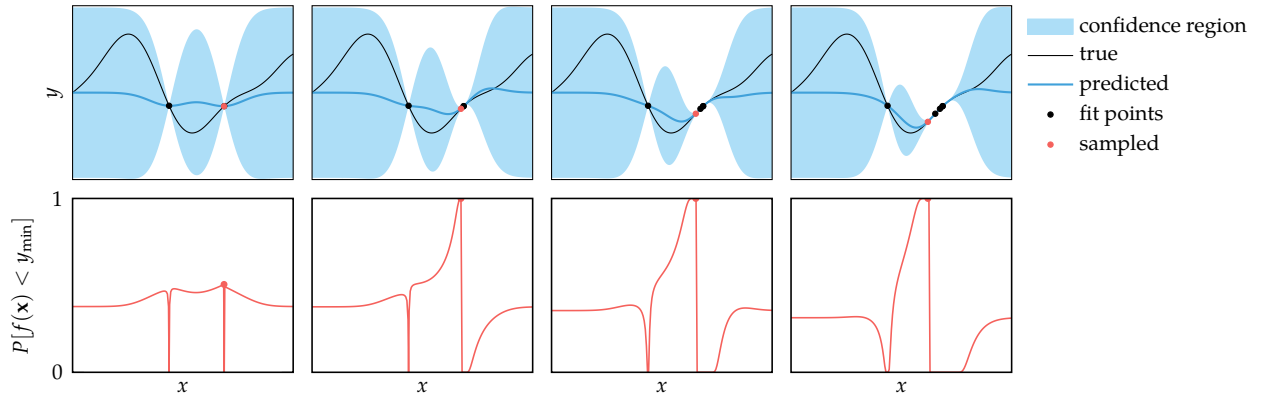 y
confidence region
true
predicted
fit points
sampled
P[f(x) < y_min]
1
0
x
x
x
x